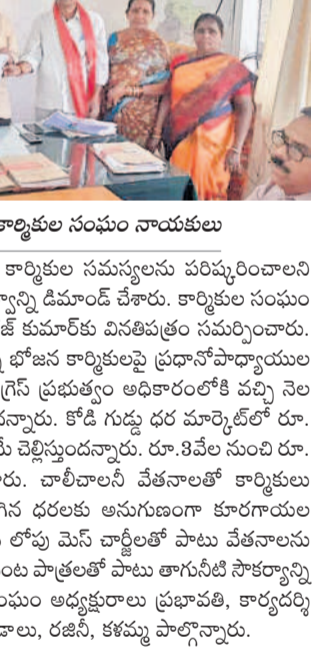 కార్మికుల సంఘం నాయకులు
కార్మికుల సమస్యలను పరిష్కరించాలని
డిమాండ్ చేశారు. కార్మికుల సంఘం
కుమార్‌కు వినతిపత్రం సమర్పించారు.
భోజన కార్మికులపై ప్రధానోపాధ్యాయుల
ప్రభుత్వం అధికారంలోకి వచ్చి నెల
కోడి గుడ్డు ధర మార్కెట్‌లో రూ.
చెల్లిస్తుందన్నారు. రూ.3వేల నుంచి రూ.
చాలీచాలనీ వేతనాలతో కార్మికులు
ధరలకు అనుగుణంగా కూరగాయల
లోపు మెస్ చార్జీలతో పాటు వేతనాలను
పాత్రలతో పాటు తాగునీటి సౌకర్యాన్ని
అధ్యక్షురాలు ప్రభావతి, కార్యదర్శి
రజిని, కళమ్మ పాల్గొన్నారు.